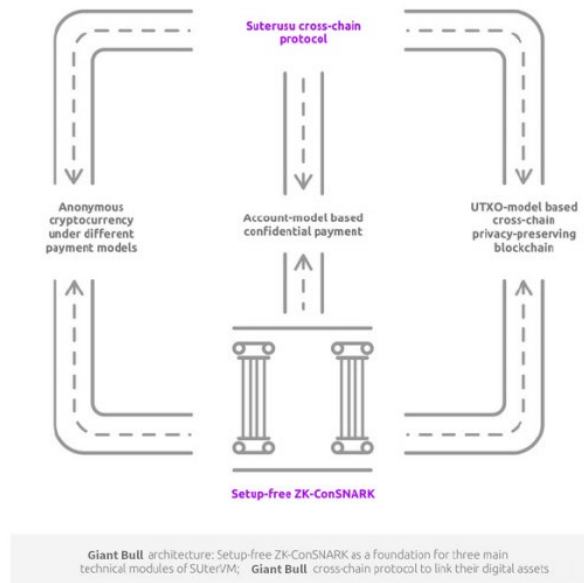 Suterusu cross-chain
protocol
Anonymous
cryptocurrency
under different
payment models
Account-model based
confidential payment
UTXO-model based
cross-chain
privacy-preserving
blockchain
Setup-free ZK-ConSNARK
Giant Bull architecture: Setup-free ZK-ConSNARK as a foundation for three main
technical modules of SUterVM; Giant Bull cross-chain protocol to link their digital assets